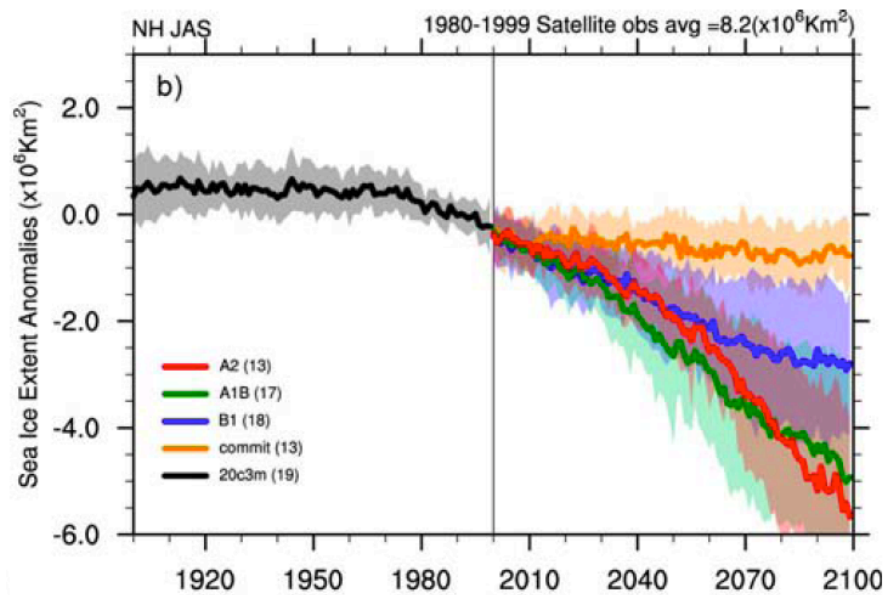 NH JAS
1980-1999 Satellite obs avg =8.2(x10⁶Km²)
b)
Sea Ice Extent Anomalies (x10⁶Km²)
2.0
0.0
-2.0
-4.0
-6.0
A2 (13)
A1B (17)
B1 (18)
commit (13)
20c3m (19)
1920 1950 1980 2010 2040 2070 2100